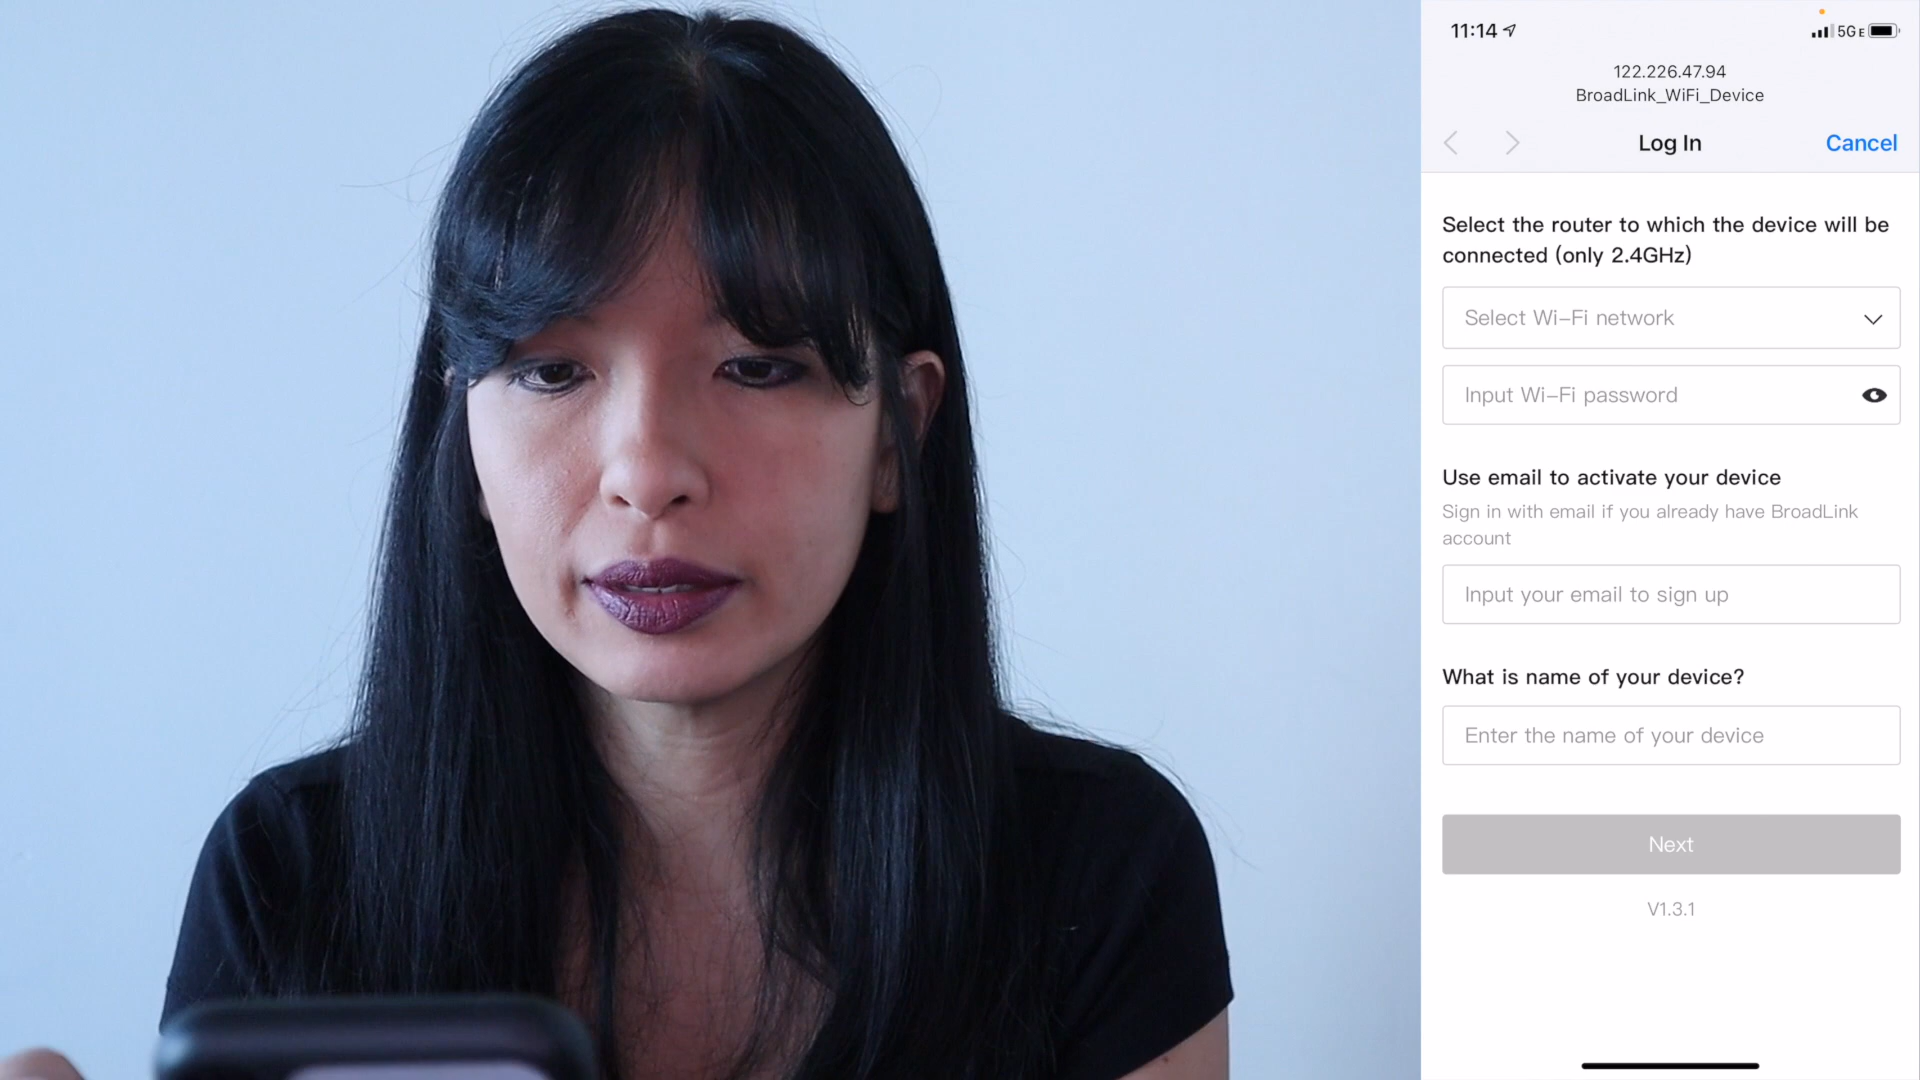 11:14
5G E
122.226.47.94
BroadLink_WiFi_Device
Log In
Cancel
Select the router to which the device will be
connected (only 2.4GHz)
Select Wi-Fi network
Input Wi-Fi password
Use email to activate your device
Sign in with email if you already have BroadLink
account
Input your email to sign up
What is name of your device?
Enter the name of your device
Next
V1.3.1